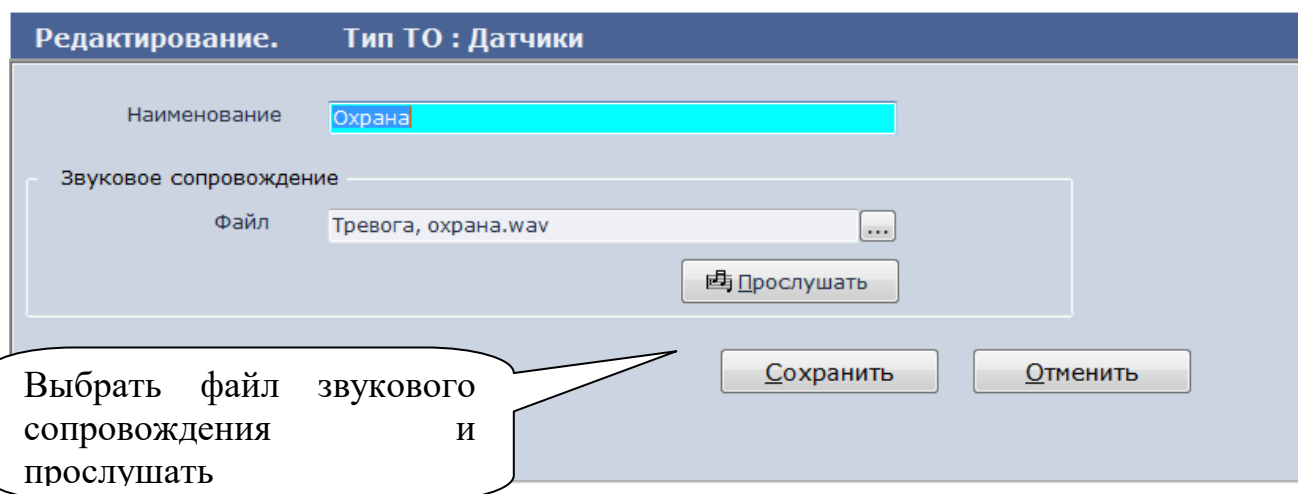 Редактирование. Тип ТО : Датчики
Наименование Охрана
Звуковое сопровождение
Файл Тревога, охрана.wav ...
Прослушать
Сохранить Отменить
Выбрать файл звукового
сопровождения и
прослушать